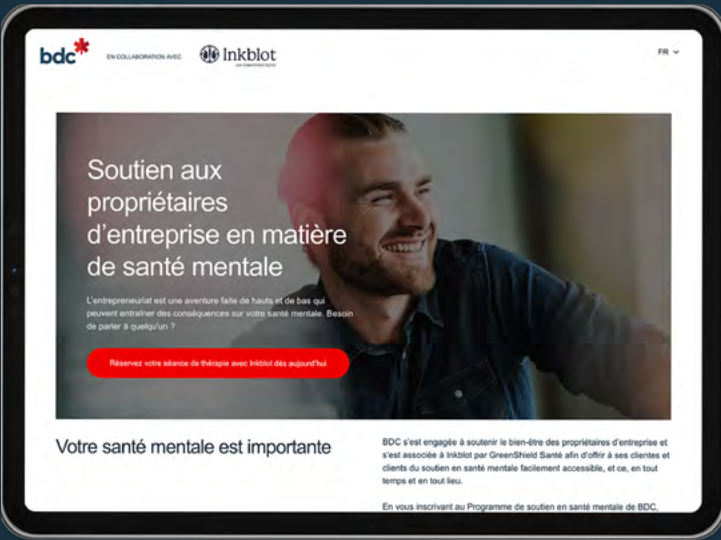 bdc
EN COLLABORATION AVEC
Inkblot
par GreenShield Santé
FR
Soutien aux
propriétaires
d'entreprise en matière
de santé mentale
L'entrepreneuriat est une aventure faite de hauts et de bas qui
peuvent entraîner des conséquences sur votre santé mentale. Besoin
de parler à quelqu'un ?
Réservez votre séance de thérapie avec Inkblot dès aujourd'hui
Votre santé mentale est importante
BDC s'est engagée à soutenir le bien-être des propriétaires d'entreprise et
s'est associée à Inkblot par GreenShield Santé afin d'offrir à ses clientes et
clients du soutien en santé mentale facilement accessible, et ce, en tout
temps et en tout lieu.
En vous inscrivant au Programme de soutien en santé mentale de BDC,